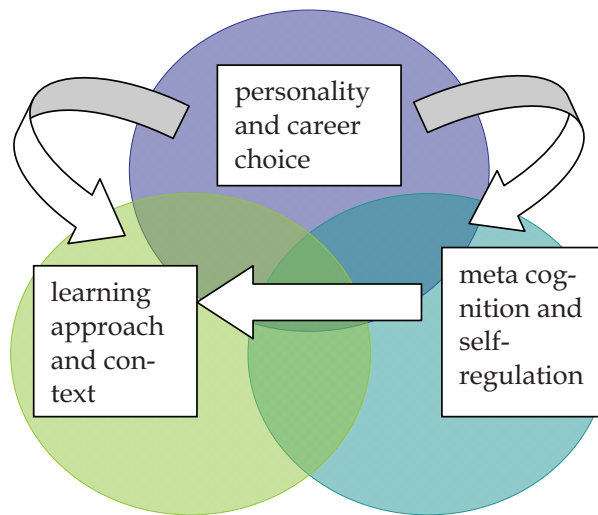 personality
and career
choice
learning
approach
and con-
text
meta cog-
nition and
self-
regulation